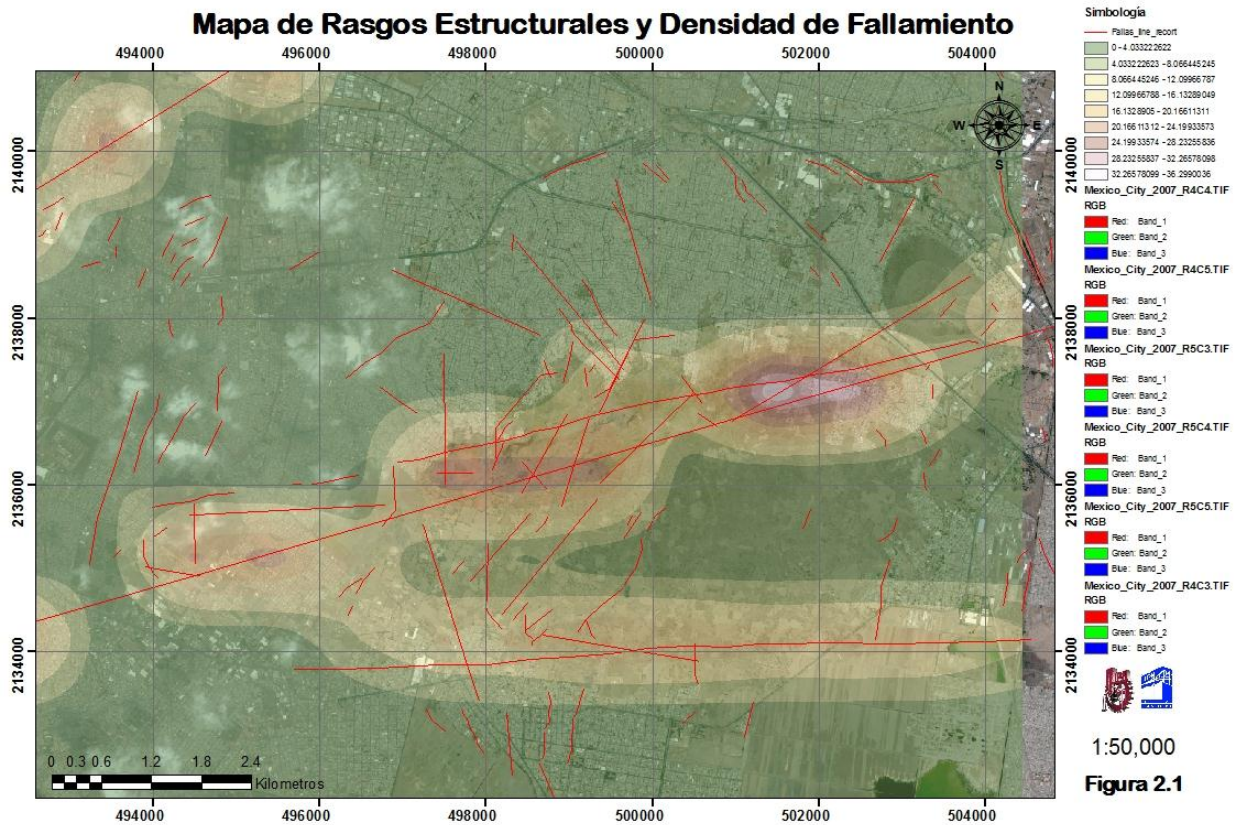 Mapa de Rasgos Estructurales y Densidad de Fallamiento
494000 496000 498000 500000 502000 504000
2140000
2138000
2136000
2134000
2140000
2138000
2136000
2134000
N
W E
S
0 0.3 0.6 1.2 1.8 2.4
Kilometros
494000 496000 498000 500000 502000 504000
Simbología
Fallas_line_recort
0 - 4.033222622
4.033222623 - 8.066445245
8.066445246 - 12.09966787
12.09966788 - 16.13289049
16.1328905 - 20.16611311
20.16611312 - 24.19933573
24.19933574 - 28.23255836
28.23255837 - 32.26578098
32.26578099 - 36.2990036
Mexico_City_2007_R4C4.TIF
RGB
Red: Band_1
Green: Band_2
Blue: Band_3
Mexico_City_2007_R4C5.TIF
RGB
Red: Band_1
Green: Band_2
Blue: Band_3
Mexico_City_2007_R5C3.TIF
RGB
Red: Band_1
Green: Band_2
Blue: Band_3
Mexico_City_2007_R5C4.TIF
RGB
Red: Band_1
Green: Band_2
Blue: Band_3
Mexico_City_2007_R5C5.TIF
RGB
Red: Band_1
Green: Band_2
Blue: Band_3
Mexico_City_2007_R4C3.TIF
RGB
Red: Band_1
Green: Band_2
Blue: Band_3
1:50,000
Figura 2.1